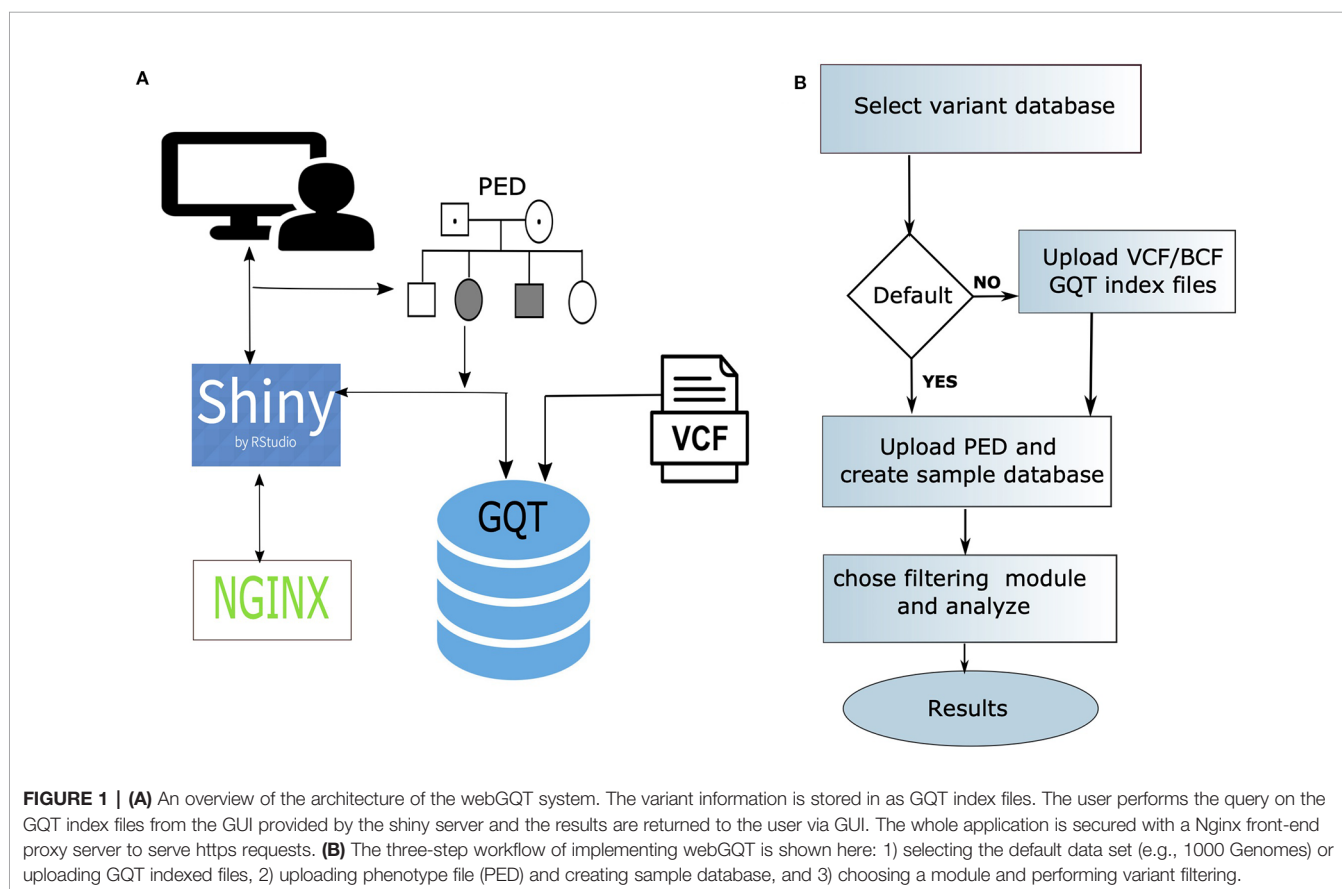 A
PED
Shiny
by RStudio
VCF
GQT
NGINX
B
Select variant database
Default
NO
Upload VCF/BCF
GQT index files
YES
Upload PED and
create sample database
chose filtering module
and analyze
Results
FIGURE 1 | (A) An overview of the architecture of the webGQT system. The variant information is stored in as GQT index files. The user performs the query on the
GQT index files from the GUI provided by the shiny server and the results are returned to the user via GUI. The whole application is secured with a Nginx front-end
proxy server to serve https requests. (B) The three-step workflow of implementing webGQT is shown here: 1) selecting the default data set (e.g., 1000 Genomes) or
uploading GQT indexed files, 2) uploading phenotype file (PED) and creating sample database, and 3) choosing a module and performing variant filtering.